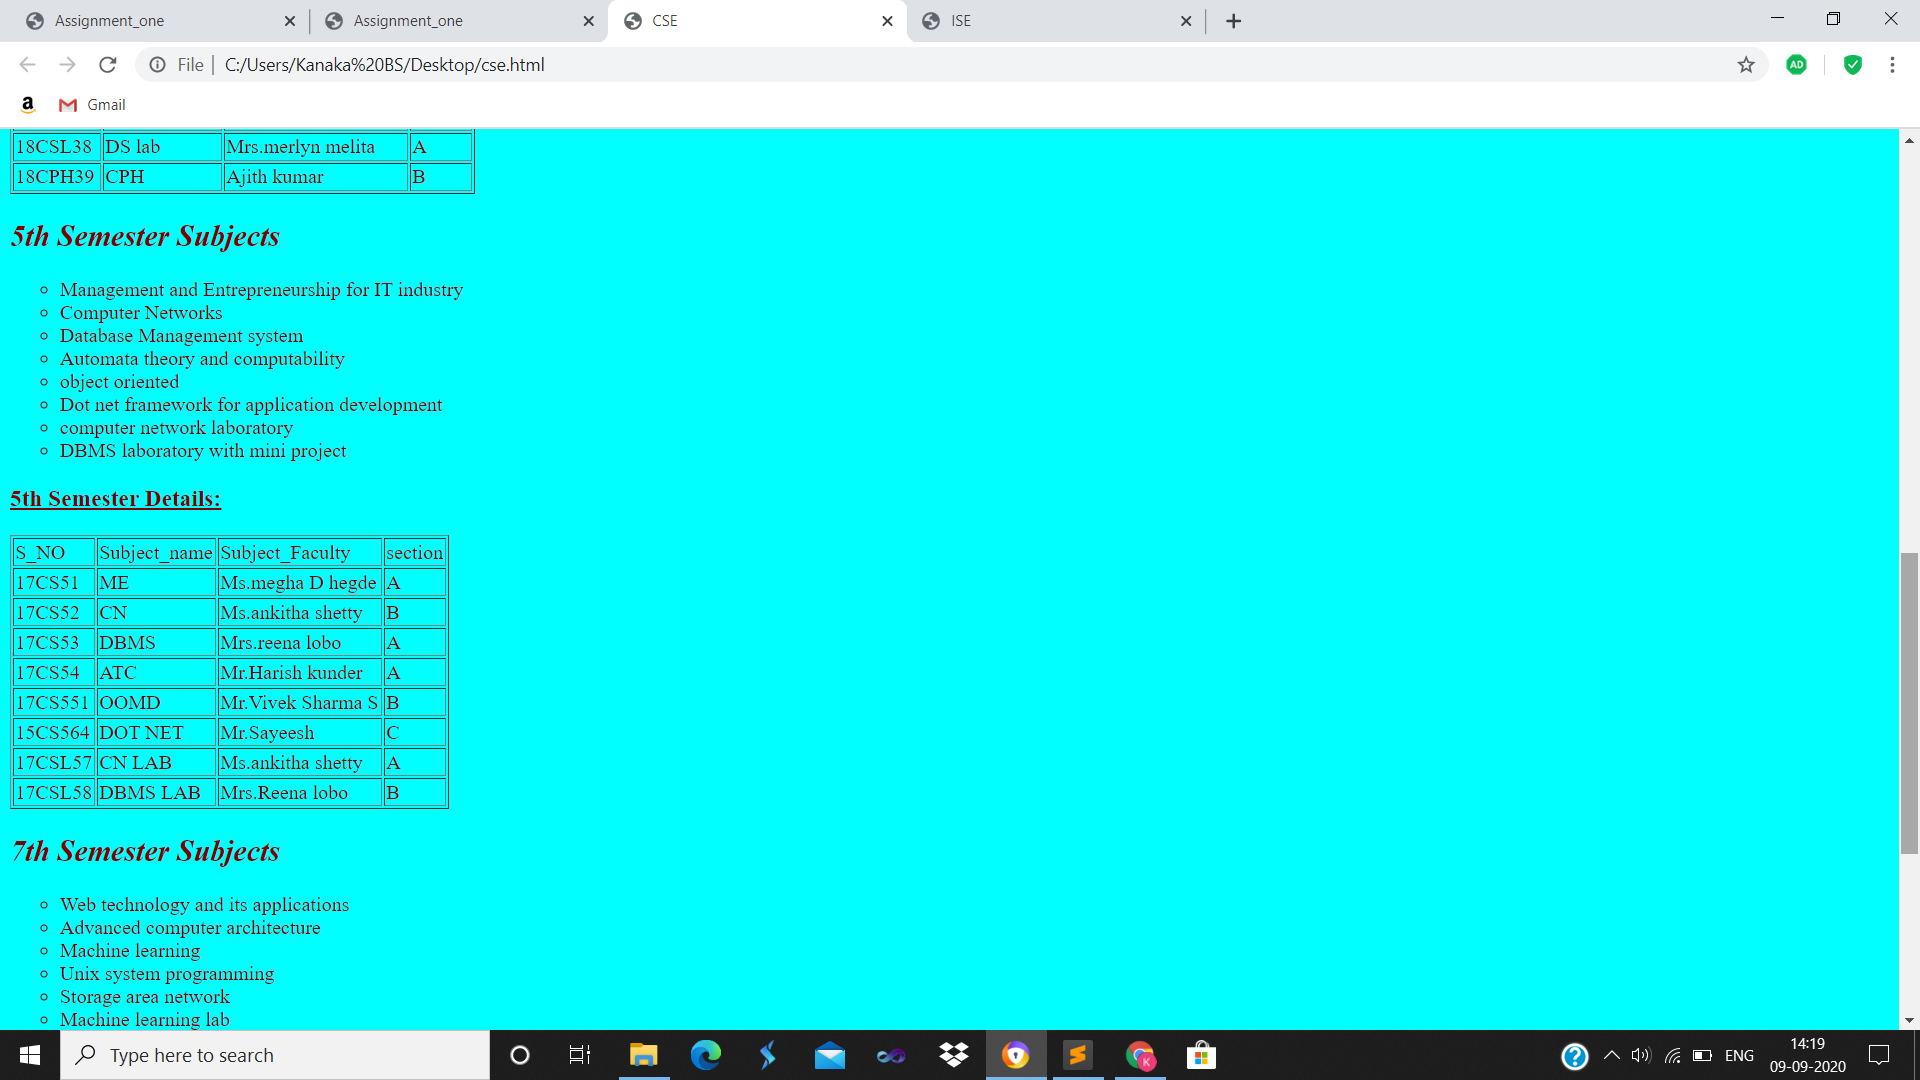 Assignment_one
Assignment_one
CSE
ISE
File
C:/Users/Kanaka%20BS/Desktop/cse.html
AD
a
Gmail
18CSL38 DS lab Mrs.merlyn melita A
18CPH39 CPH Ajith kumar B
5th Semester Subjects
Management and Entrepreneurship for IT industry
Computer Networks
Database Management system
Automata theory and computability
object oriented
Dot net framework for application development
computer network laboratory
DBMS laboratory with mini project
5th Semester Details:
S_NO Subject_name Subject_Faculty section
17CS51 ME Ms.megha D hegde A
17CS52 CN Ms.ankitha shetty B
17CS53 DBMS Mrs.reena lobo A
17CS54 ATC Mr.Harish kunder A
17CS551 OOMD Mr.Vivek Sharma S B
15CS564 DOT NET Mr.Sayeesh C
17CSL57 CN LAB Ms.ankitha shetty A
17CSL58 DBMS LAB Mrs.Reena lobo B
7th Semester Subjects
Web technology and its applications
Advanced computer architecture
Machine learning
Unix system programming
Storage area network
Machine learning lab
Type here to search
K
ENG
14:19
09-09-2020